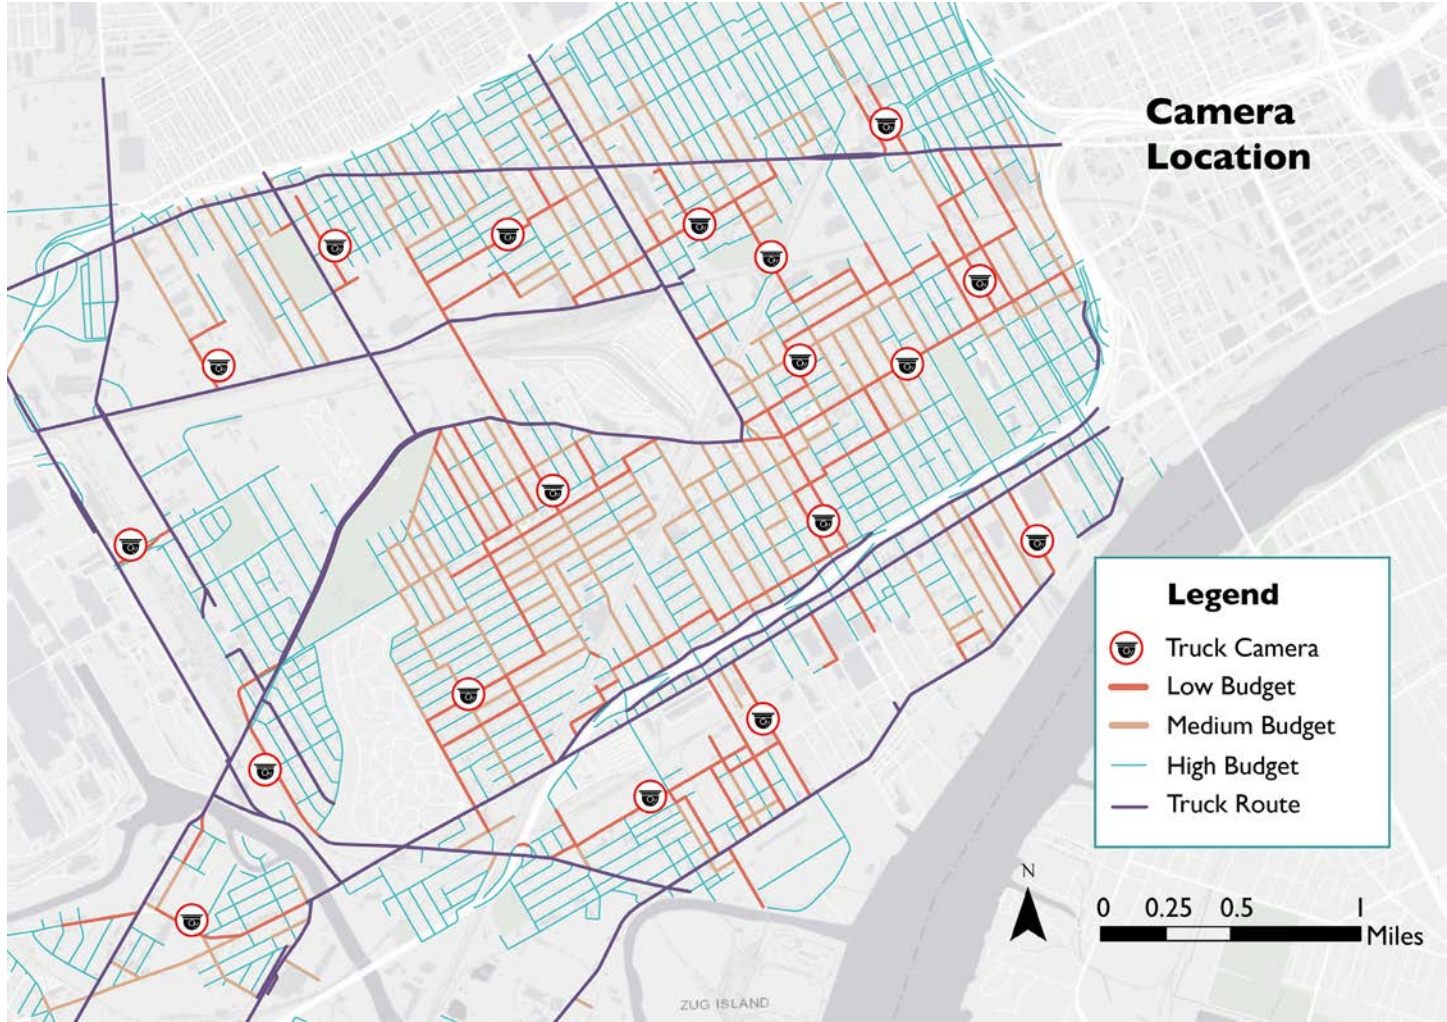 Camera
Location
Legend
Truck Camera
Low Budget
Medium Budget
High Budget
Truck Route
N
0 0.25 0.5 1
Miles
ZUG ISLAND